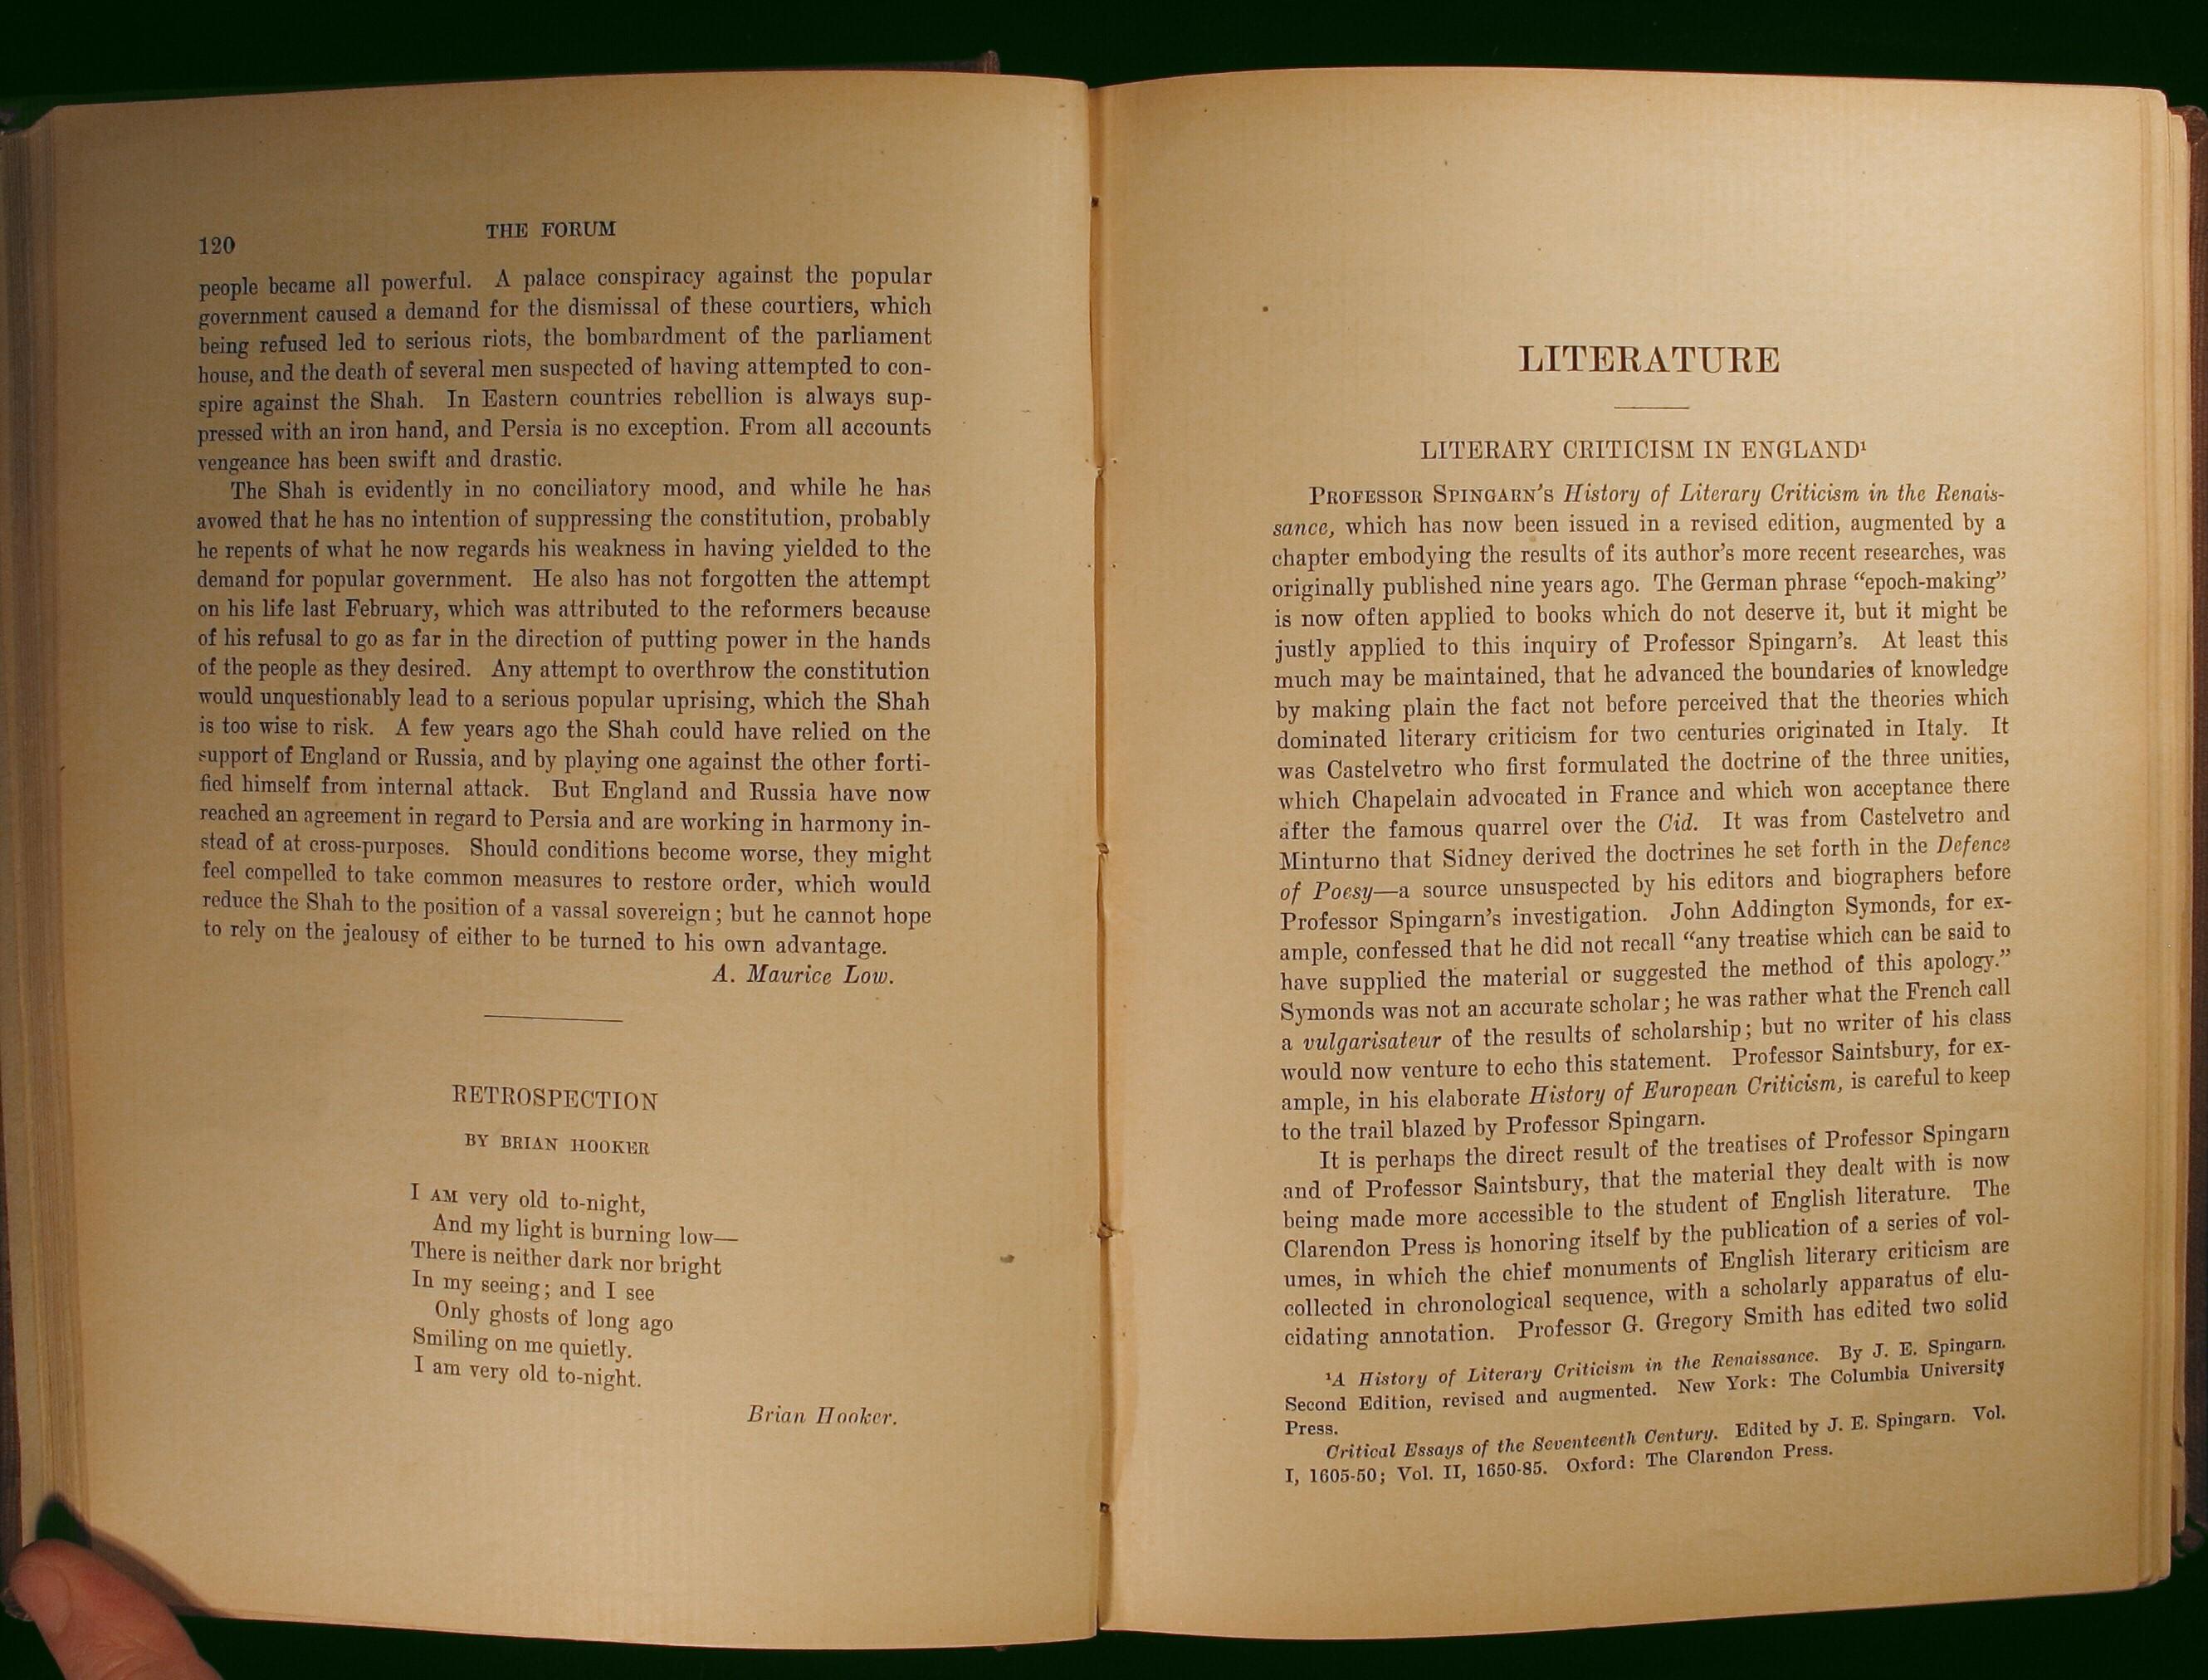 120
THE FORUM
people became all powerful. A palace conspiracy against the popular
government caused a demand for the dismissal of these courtiers, which
being refused led to serious riots, the bombardment of the parliament
house, and the death of several men suspected of having attempted to con-
spire against the Shah. In Eastern countries rebellion is always sup-
pressed with an iron hand, and Persia is no exception. From all accounts
vengeance has been swift and drastic.
The Shah is evidently in no conciliatory mood, and while he has
avowed that he has no intention of suppressing the constitution, probably
he repents of what he now regards his weakness in having yielded to the
demand for popular government. He also has not forgotten the attempt
on his life last February, which was attributed to the reformers because
of his refusal to go as far in the direction of putting power in the hands
of the people as they desired. Any attempt to overthrow the constitution
would unquestionably lead to a serious popular uprising, which the Shah
is too wise to risk. A few years ago the Shah could have relied on the
support of England or Russia, and by playing one against the other forti-
fied himself from internal attack. But England and Russia have now
reached an agreement in regard to Persia and are working in harmony in-
stead of at cross-purposes. Should conditions become worse, they might
feel compelled to take common measures to restore order, which would
reduce the Shah to the position of a vassal sovereign; but he cannot hope
to rely on the jealousy of either to be turned to his own advantage.
A. Maurice Low.
RETROSPECTION
BY BRIAN HOOKER
I AM very old to-night,
And my light is burning low—
There is neither dark nor bright
In my seeing; and I see
Only ghosts of long ago
Smiling on me quietly.
I am very old to-night.
Brian Hooker.
LITERATURE
LITERARY CRITICISM IN ENGLAND¹
PROFESSOR SPINGARN'S History of Literary Criticism in the Renais-
sance, which has now been issued in a revised edition, augmented by a
chapter embodying the results of its author's more recent researches, was
originally published nine years ago. The German phrase "epoch-making"
is now often applied to books which do not deserve it, but it might be
justly applied to this inquiry of Professor Spingarn's. At least this
much may be maintained, that he advanced the boundaries of knowledge
by making plain the fact not before perceived that the theories which
dominated literary criticism for two centuries originated in Italy. It
was Castelvetro who first formulated the doctrine of the three unities,
which Chapelain advocated in France and which won acceptance there
after the famous quarrel over the Cid. It was from Castelvetro and
Minturno that Sidney derived the doctrines he set forth in the Defence
of Poesy—a source unsuspected by his editors and biographers before
Professor Spingarn's investigation. John Addington Symonds, for ex-
ample, confessed that he did not recall "any treatise which can be said to
have supplied the material or suggested the method of this apology."
Symonds was not an accurate scholar; he was rather what the French call
a vulgarisateur of the results of scholarship; but no writer of his class
would now venture to echo this statement. Professor Saintsbury, for ex-
ample, in his elaborate History of European Criticism, is careful to keep
to the trail blazed by Professor Spingarn.
It is perhaps the direct result of the treatises of Professor Spingarn
and of Professor Saintsbury, that the material they dealt with is now
being made more accessible to the student of English literature. The
Clarendon Press is honoring itself by the publication of a series of vol-
umes, in which the chief monuments of English literary criticism are
collected in chronological sequence, with a scholarly apparatus of elu-
cidating annotation. Professor G. Gregory Smith has edited two solid
¹A History of Literary Criticism in the Renaissance. By J. E. Spingarn.
Second Edition, revised and augmented. New York: The Columbia University
Press.
Critical Essays of the Seventeenth Century. Edited by J. E. Spingarn. Vol.
I, 1605-50; Vol. II, 1650-85. Oxford: The Clarendon Press.